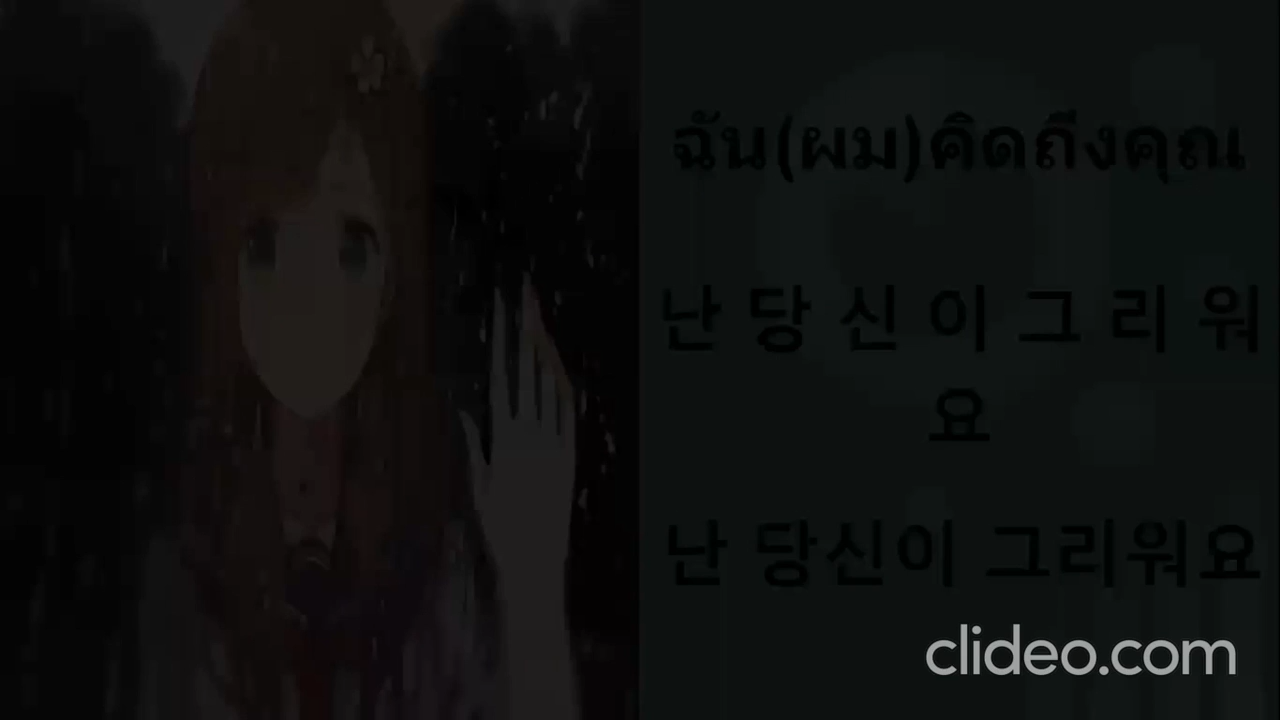 ฉัน(ผม)คิดถึงคุณ
난 당 신 이 그 리 워
요
난 당신이 그리워요
clideo.com